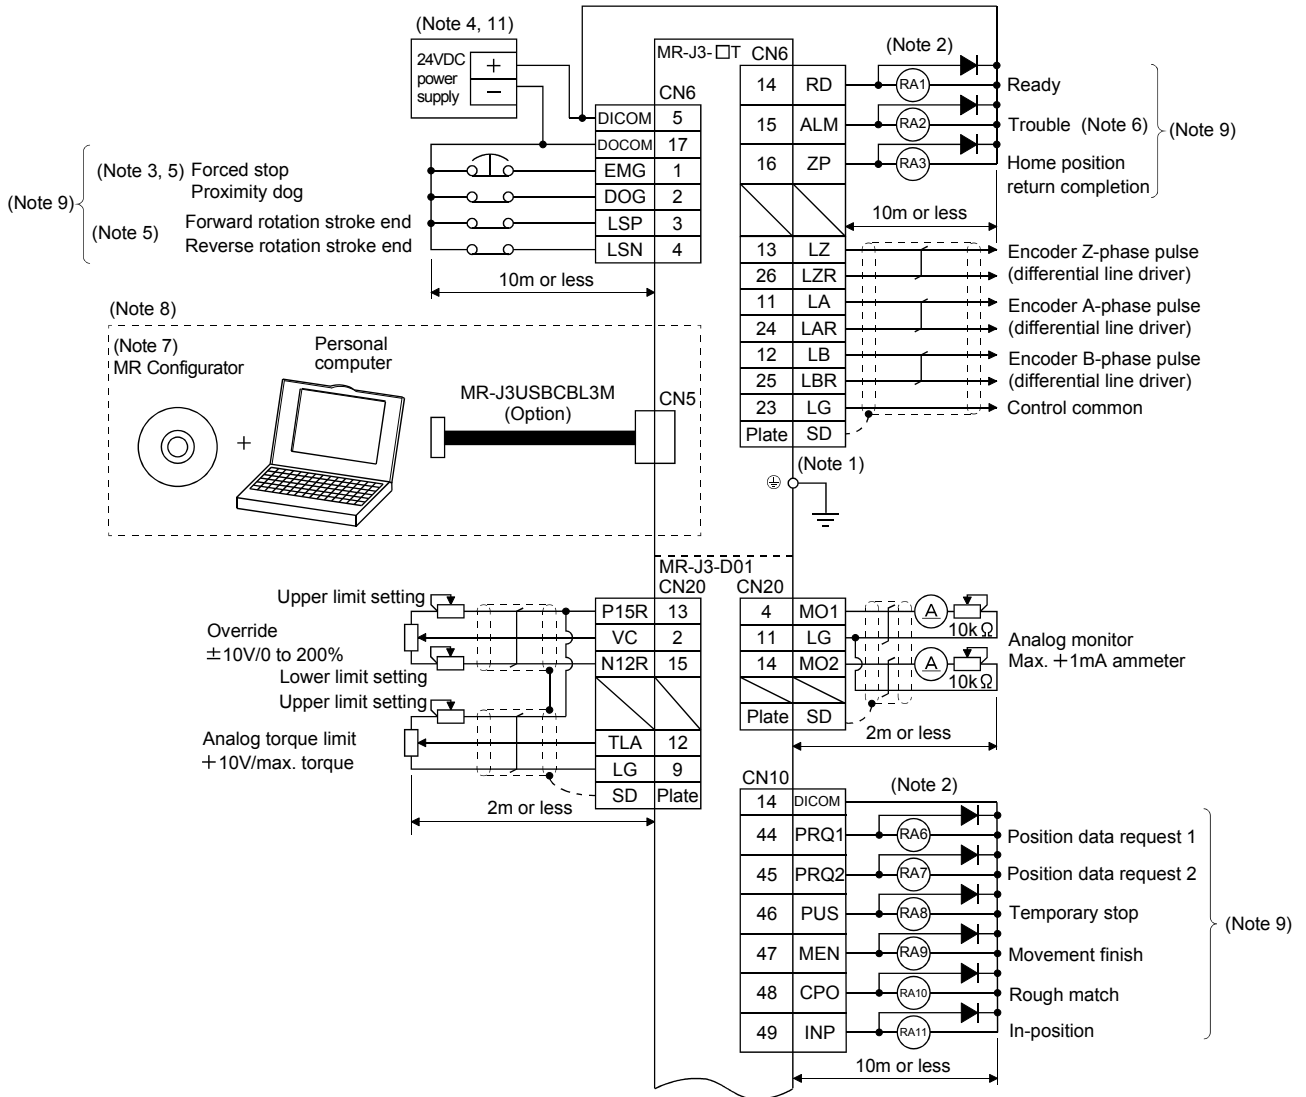 (Note 4, 11)
24VDC
power
supply
+
−
MR-J3-□T CN6
CN6
DICOM 5
DOCOM 17
EMG 1
DOG 2
LSP 3
LSN 4
(Note 9)
(Note 3, 5) Forced stop
Proximity dog
(Note 5)
Forward rotation stroke end
Reverse rotation stroke end
10m or less
(Note 2)
14 RD RA1 Ready
15 ALM RA2 Trouble (Note 6)
16 ZP RA3 Home position
return completion
(Note 9)
10m or less
13 LZ Encoder Z-phase pulse
26 LZR (differential line driver)
11 LA Encoder A-phase pulse
24 LAR (differential line driver)
12 LB Encoder B-phase pulse
25 LBR (differential line driver)
23 LG Control common
Plate SD
(Note 1)
(Note 8)
(Note 7)
MR Configurator
Personal
computer
+
MR-J3USBCBL3M
(Option)
CN5
MR-J3-D01
CN20
CN20
Upper limit setting
Override
±10V/0 to 200%
Lower limit setting
Upper limit setting
Analog torque limit
+10V/max. torque
P15R 13
VC 2
N12R 15
TLA 12
LG 9
SD Plate
2m or less
4 MO1 A 10kΩ
11 LG
14 MO2 A 10kΩ
Plate SD
Analog monitor
Max. +1mA ammeter
2m or less
CN10
(Note 2)
14 DICOM
44 PRQ1 RA6 Position data request 1
45 PRQ2 RA7 Position data request 2
46 PUS RA8 Temporary stop
47 MEN RA9 Movement finish
48 CPO RA10 Rough match
49 INP RA11 In-position
(Note 9)
10m or less